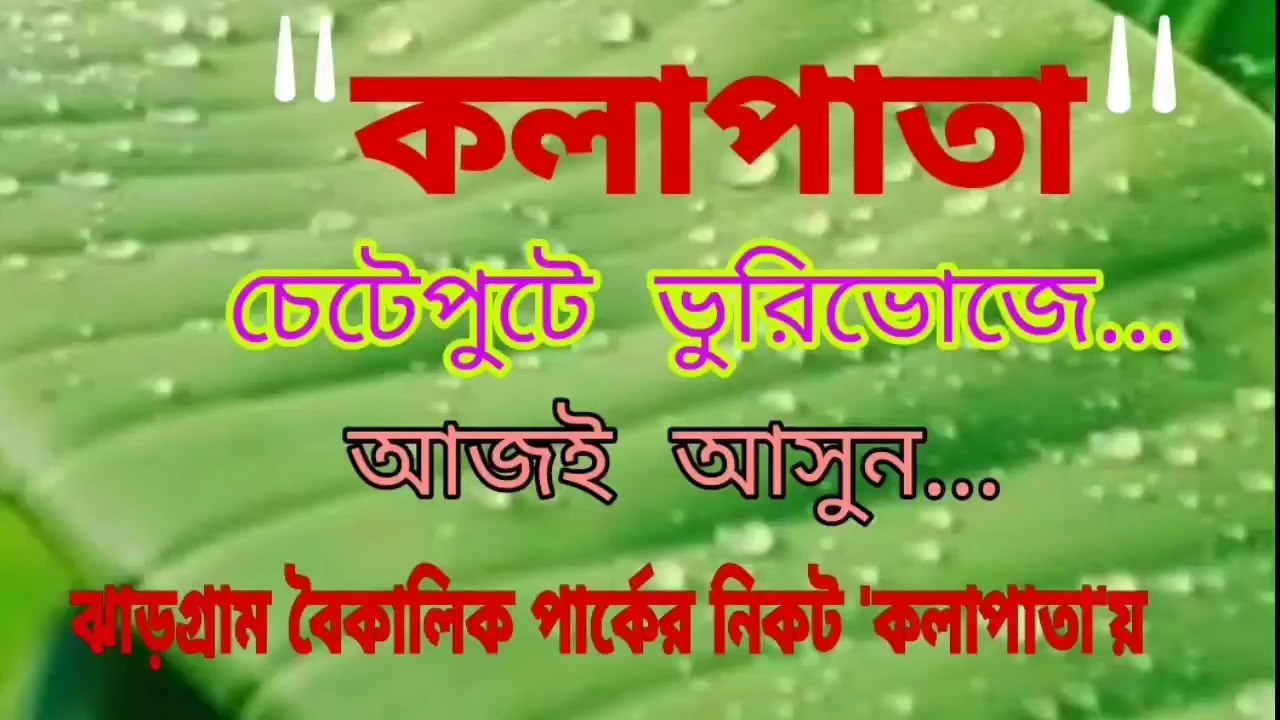 "কলাপাতা"
চেটেপুটে ভুরিভোজে...
আজই আসুন...
ঝাড়গ্রাম বৈকালিক পার্কের নিকট 'কলাপাতা'য়